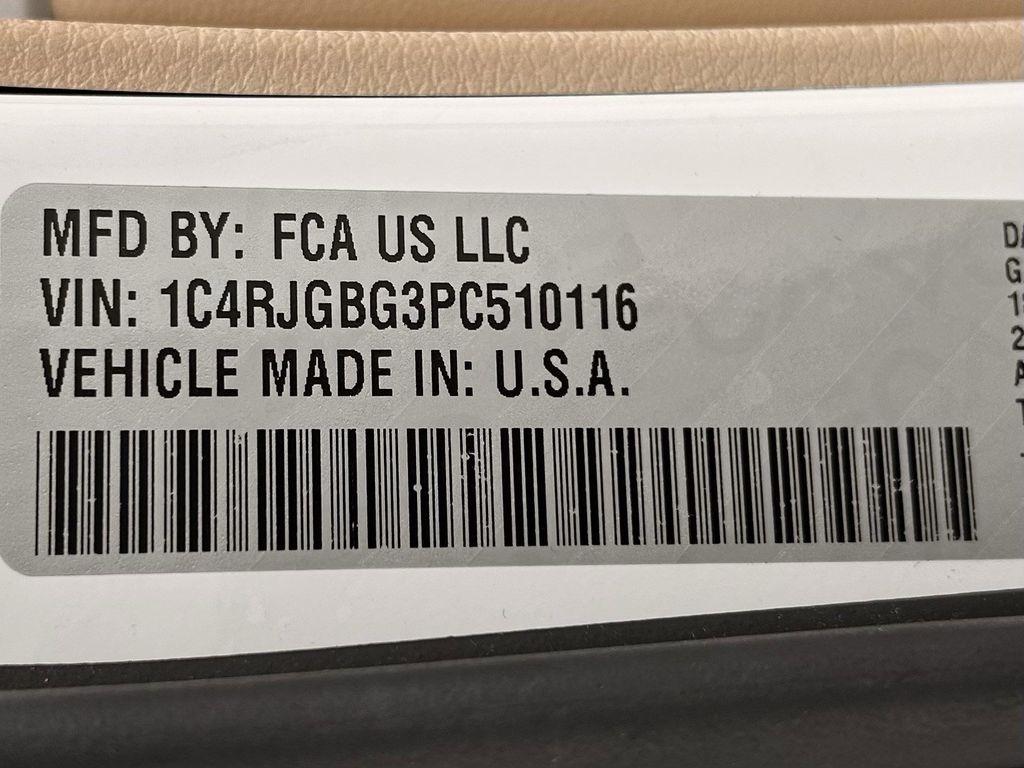 MFD BY: FCA US LLC
VIN: 1C4RJGBG3PC510116
VEHICLE MADE IN: U.S.A.